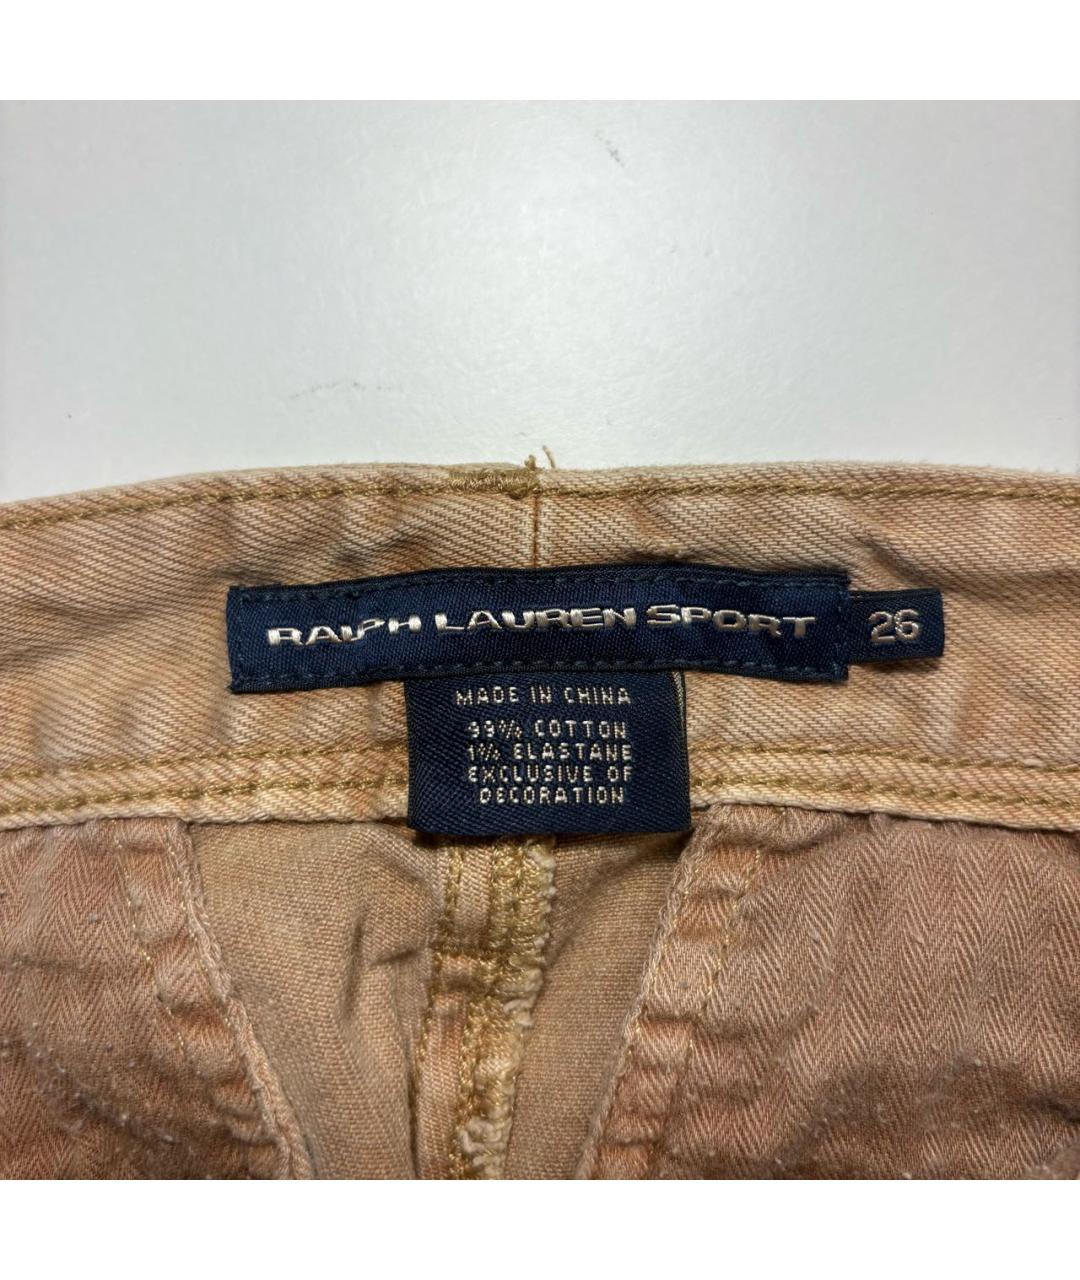 RALPH LAUREN SPORT
26
MADE IN CHINA
99% COTTON
1% ELASTANE
EXCLUSIVE OF
DECORATION